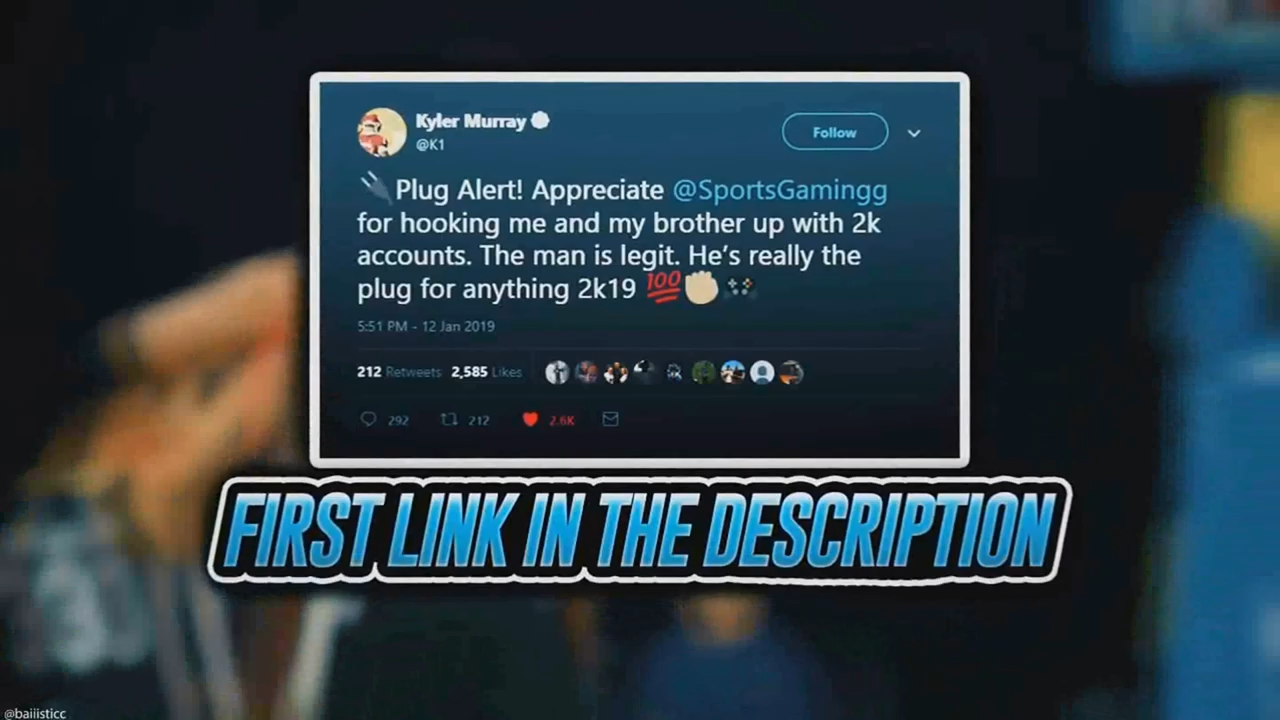 Kyler Murray
@K1
Follow
🔌Plug Alert! Appreciate @SportsGamingg
for hooking me and my brother up with 2k
accounts. The man is legit. He’s really the
plug for anything 2k19 💯✊🏼🎮
5:51 PM - 12 Jan 2019
212 Retweets 2,585 Likes
292 212 2.6K
FIRST LINK IN THE DESCRIPTION
@baiiisticc